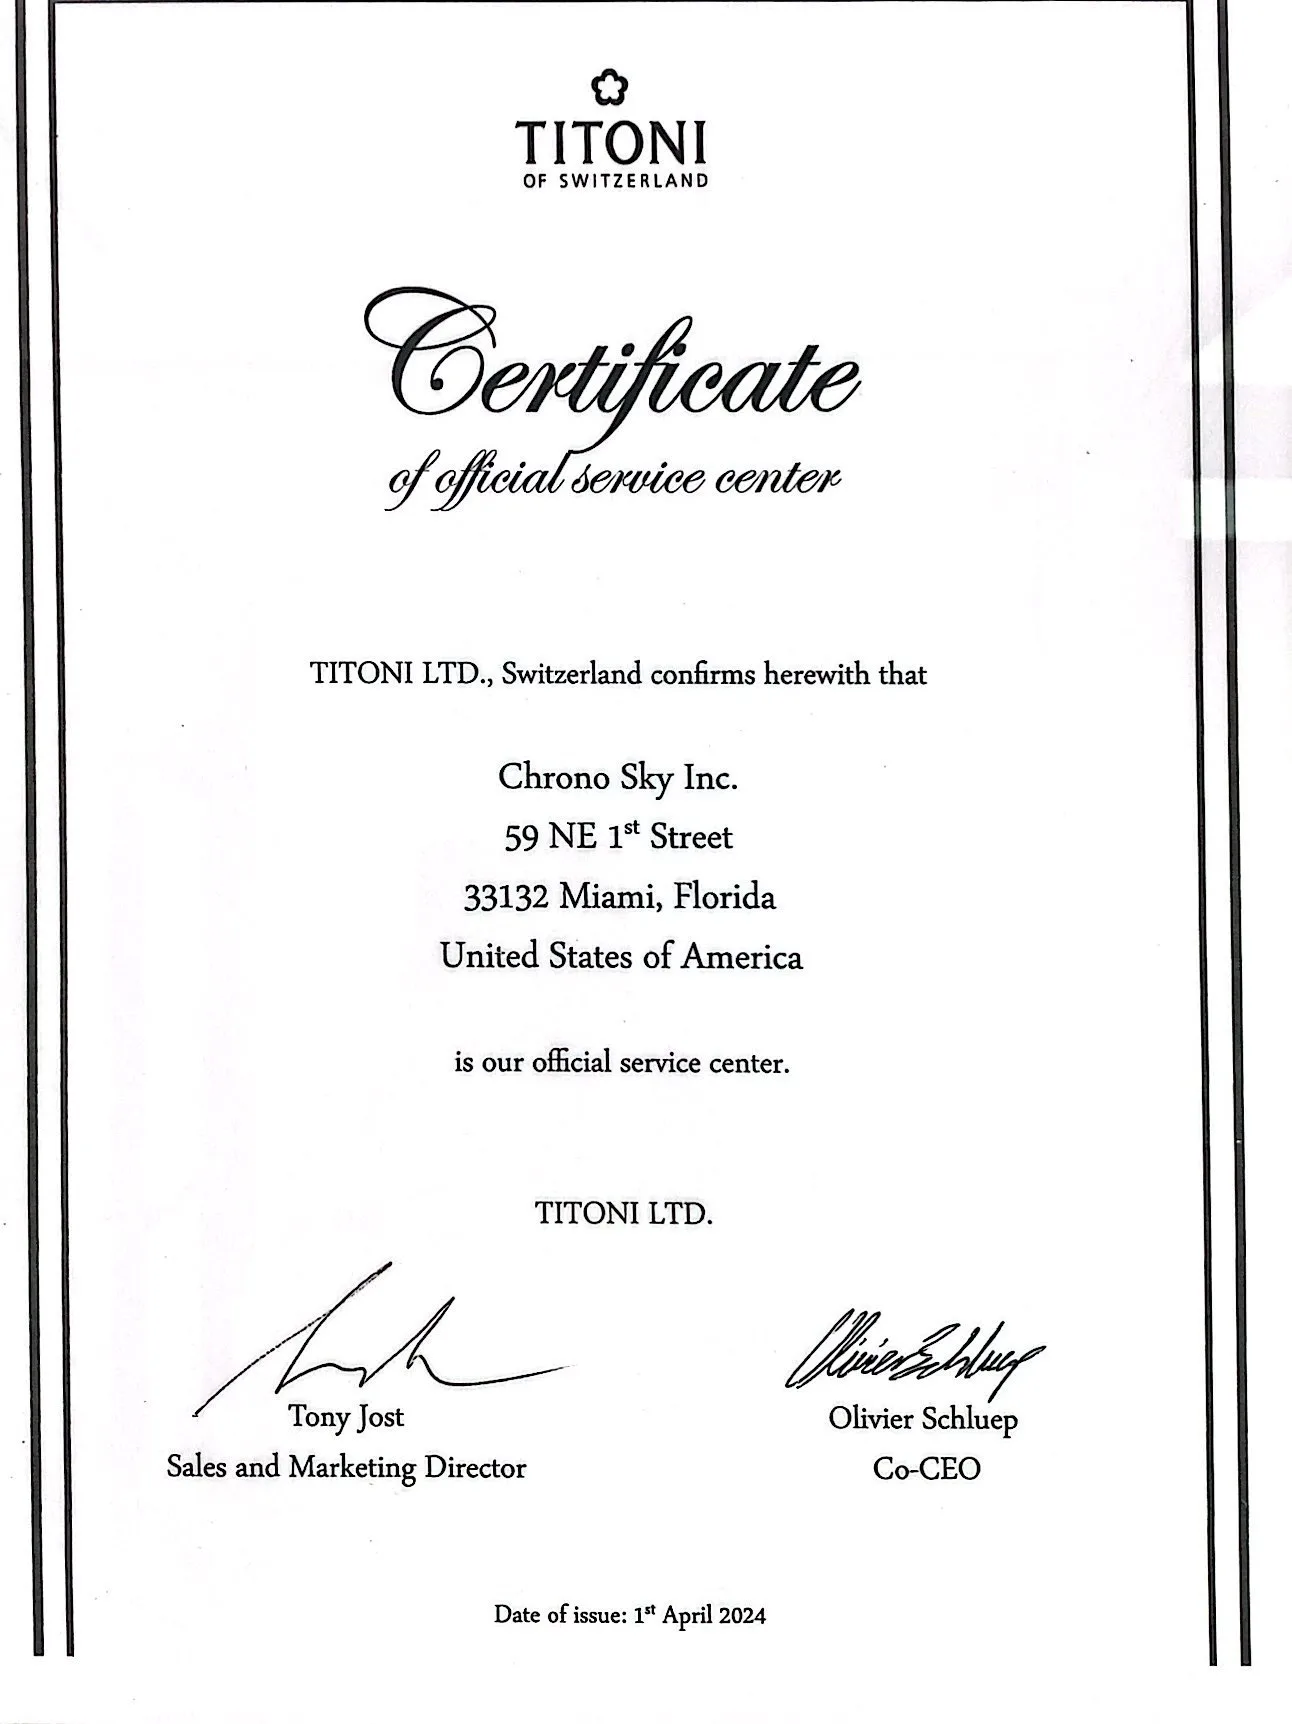 TITONI
OF SWITZERLAND
Certificate
of official service center
TITONI LTD., Switzerland confirms herewith that
Chrono Sky Inc.
59 NE 1st Street
33132 Miami, Florida
United States of America
is our official service center.
TITONI LTD.
Olivier Schluep
Tony Jost
Olivier Schluep
Sales and Marketing Director
Co-CEO
Date of issue: 1st April 2024